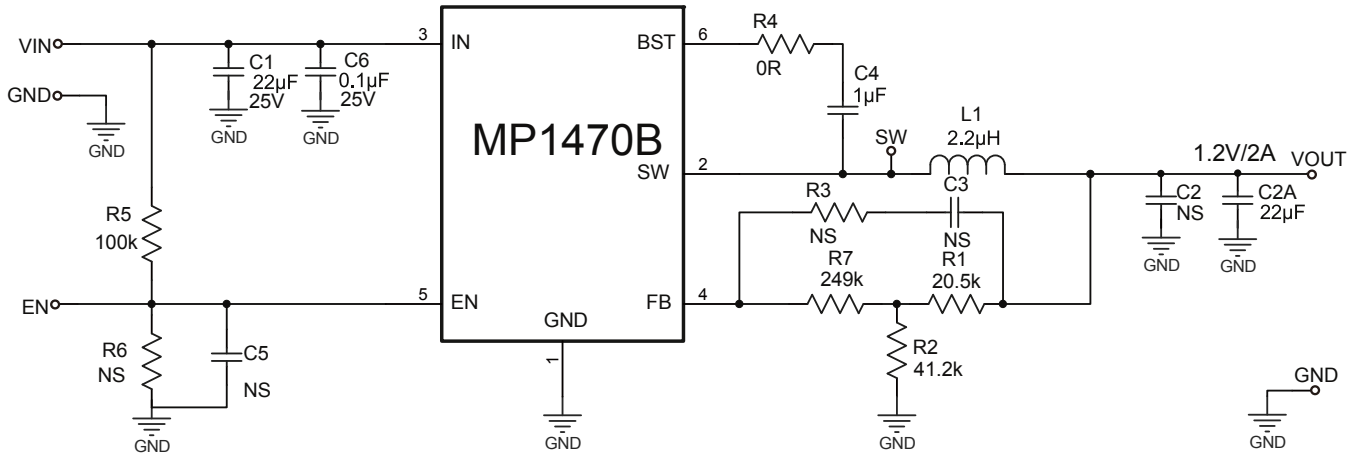 VIN
GND
GND
C1
22µF
25V
GND
C6
0.1µF
25V
GND
3
IN
BST
6
R4
0R
C4
1µF
MP1470B
SW
2
SW
L1
2.2µH
1.2V/2A
VOUT
C2
NS
GND
C2A
22µF
GND
R3
NS
C3
NS
R5
100k
R7
249k
R1
20.5k
EN
5
EN
FB
4
GND
1
GND
R6
NS
C5
NS
GND
R2
41.2k
GND
GND
GND